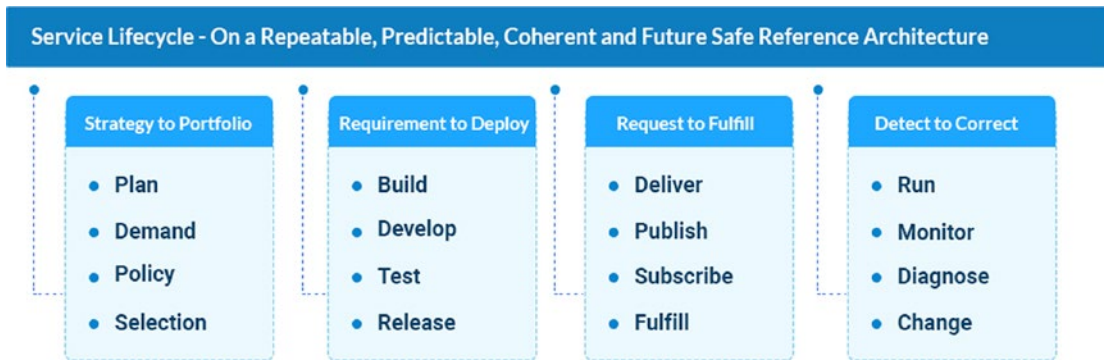 Service Lifecycle - On a Repeatable, Predictable, Coherent and Future Safe Reference Architecture
Strategy to Portfolio
Plan
Demand
Policy
Selection
Requirement to Deploy
Build
Develop
Test
Release
Request to Fulfill
Deliver
Publish
Subscribe
Fulfill
Detect to Correct
Run
Monitor
Diagnose
Change